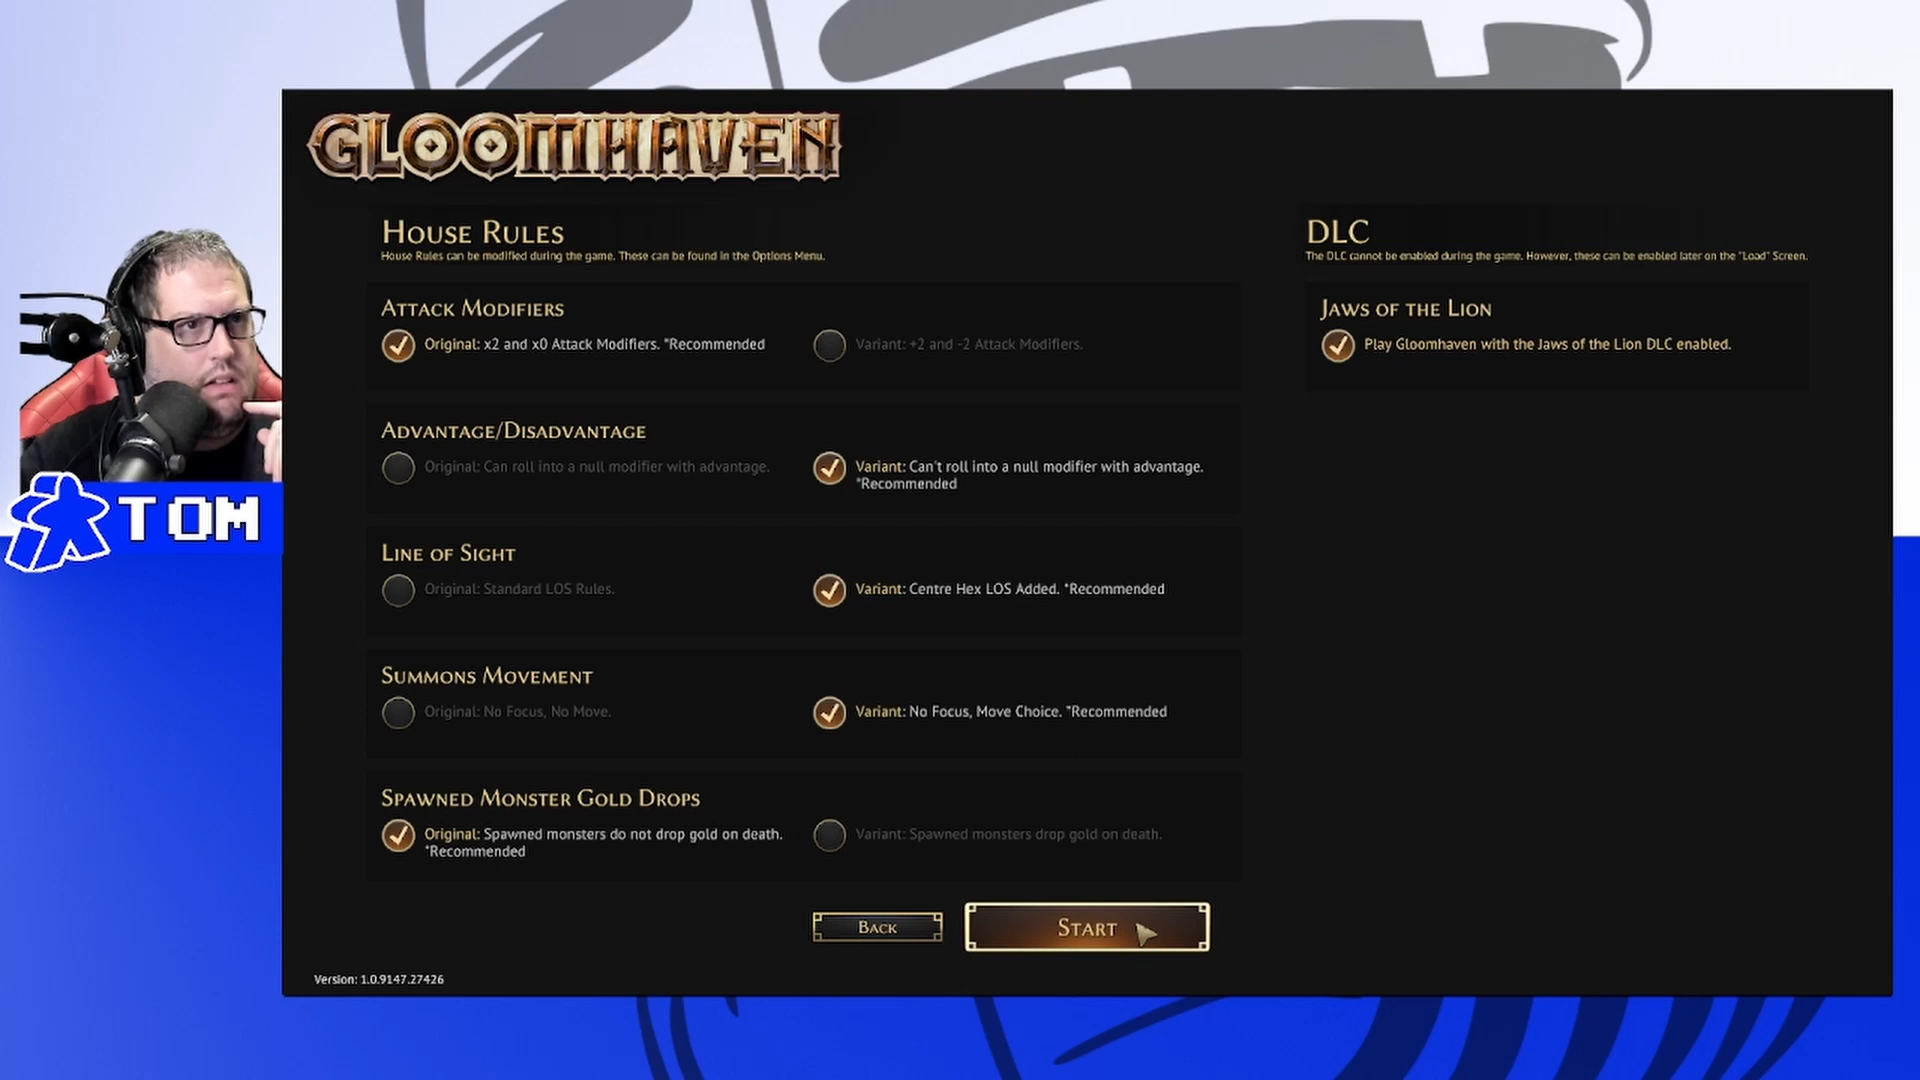 GLOOMHAVEN
House Rules
House Rules can be modified during the game. These can be found in the Options Menu.
Attack Modifiers
Original: x2 and x0 Attack Modifiers. *Recommended
Variant: +2 and -2 Attack Modifiers.
Advantage/Disadvantage
Original: Can roll into a null modifier with advantage.
Variant: Can't roll into a null modifier with advantage.
*Recommended
Line of Sight
Original: Standard LOS Rules.
Variant: Centre Hex LOS Added. *Recommended
Summons Movement
Original: No Focus, No Move.
Variant: No Focus, Move Choice. *Recommended
Spawned Monster Gold Drops
Original: Spawned monsters do not drop gold on death.
*Recommended
Variant: Spawned monsters drop gold on death.
Back
Start
Version: 1.0.9147.27426
DLC
The DLC cannot be enabled during the game. However, these can be enabled later on the "Load" Screen.
Jaws of the Lion
Play Gloomhaven with the Jaws of the Lion DLC enabled.
TOM